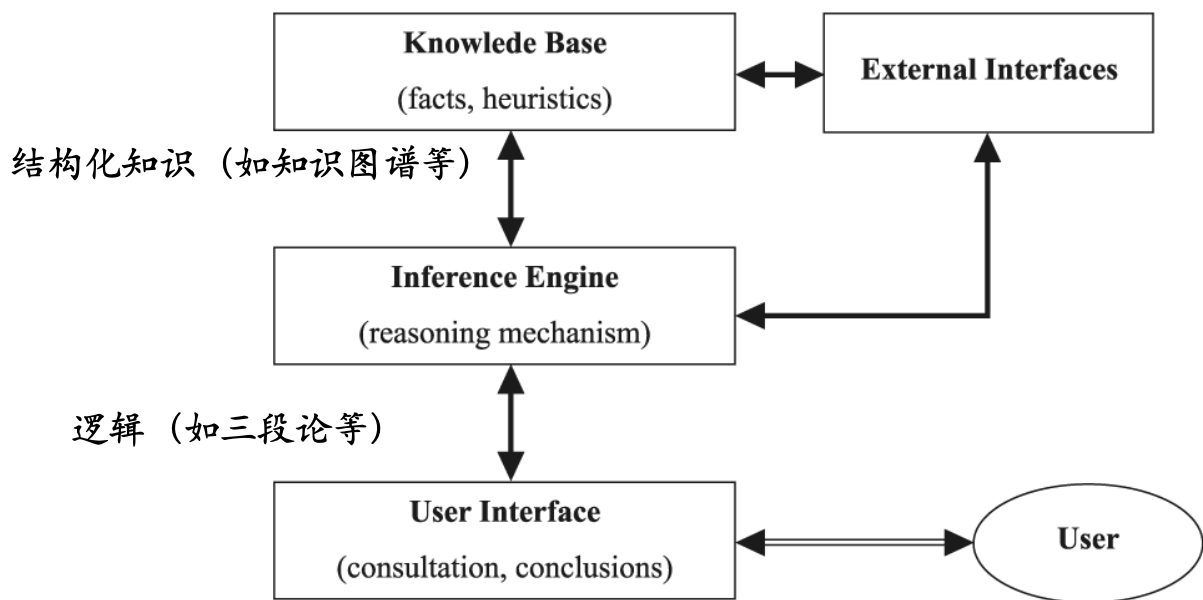 Knowlede Base
(facts, heuristics)
External Interfaces
结构化知识（如知识图谱等）
Inference Engine
(reasoning mechanism)
逻辑（如三段论等）
User Interface
(consultation, conclusions)
User